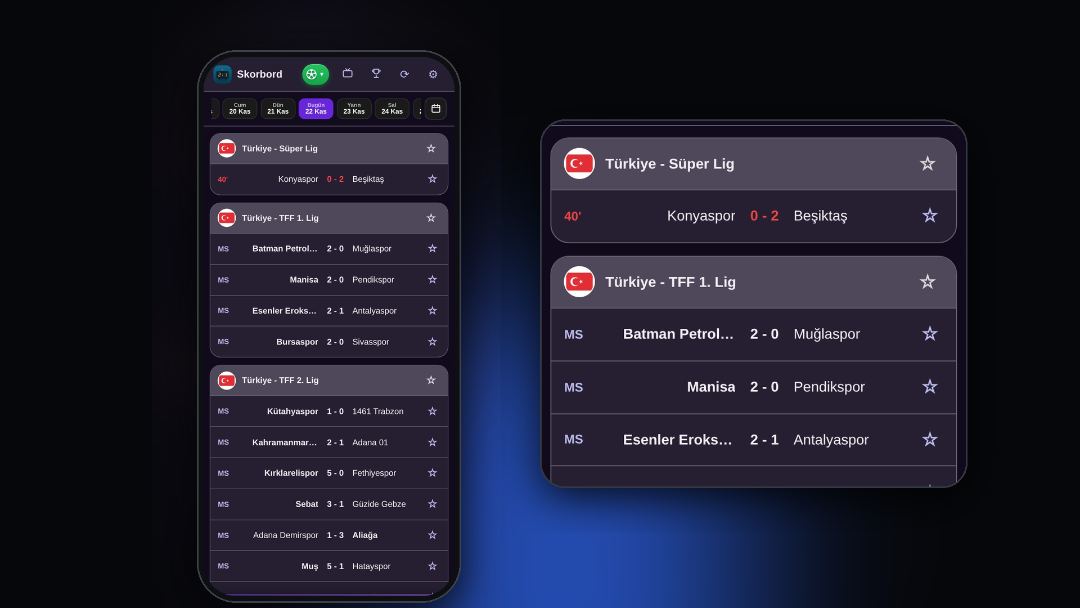 Skorbord
Cum
20 Kas
Dün
21 Kas
Bugün
22 Kas
Yarın
23 Kas
Sal
24 Kas
Türkiye - Süper Lig
40' Konyaspor 0 - 2 Beşiktaş
Türkiye - TFF 1. Lig
MS Batman Petrol... 2 - 0 Muğlaspor
MS Manisa 2 - 0 Pendikspor
MS Esenler Eroks... 2 - 1 Antalyaspor
MS Bursaspor 2 - 0 Sivasspor
Türkiye - TFF 2. Lig
MS Kütahyaspor 1 - 0 1461 Trabzon
MS Kahramanmar... 2 - 1 Adana 01
MS Kırklarelispor 5 - 0 Fethiyespor
MS Sebat 3 - 1 Güzide Gebze
MS Adana Demirspor 1 - 3 Aliağa
MS Muş 5 - 1 Hatayspor
Türkiye - Süper Lig
40' Konyaspor 0 - 2 Beşiktaş
Türkiye - TFF 1. Lig
MS Batman Petrol... 2 - 0 Muğlaspor
MS Manisa 2 - 0 Pendikspor
MS Esenler Eroks... 2 - 1 Antalyaspor